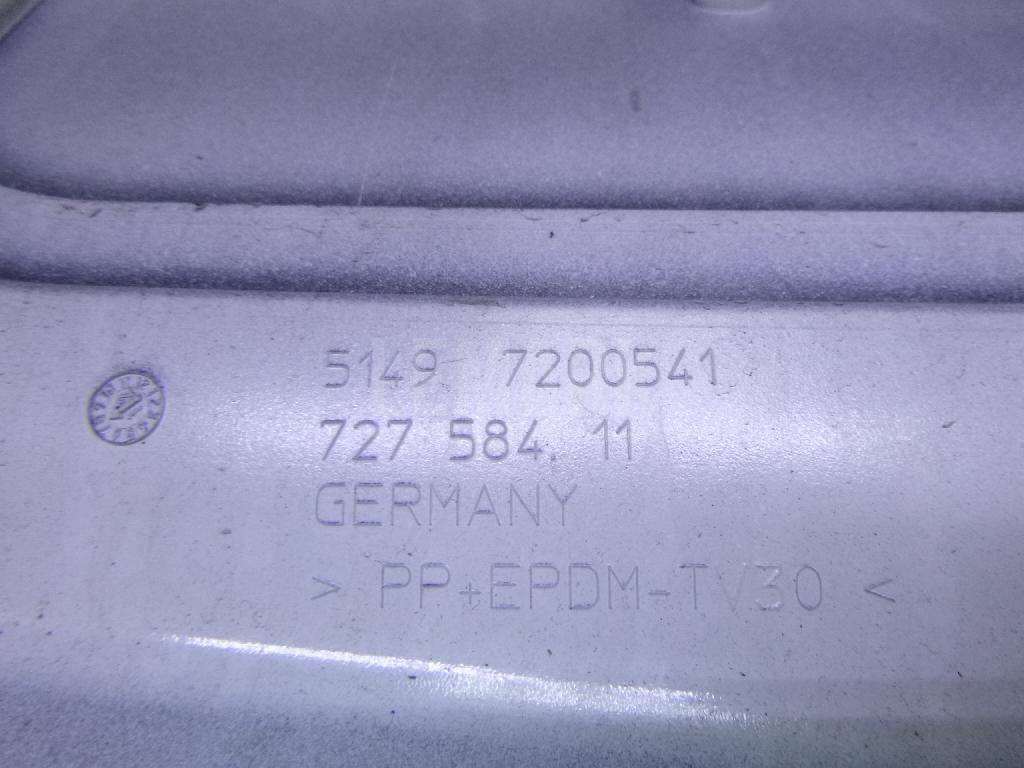 5149 7200541
727 584.11
GERMANY
> PP+EPDM-TV30 <